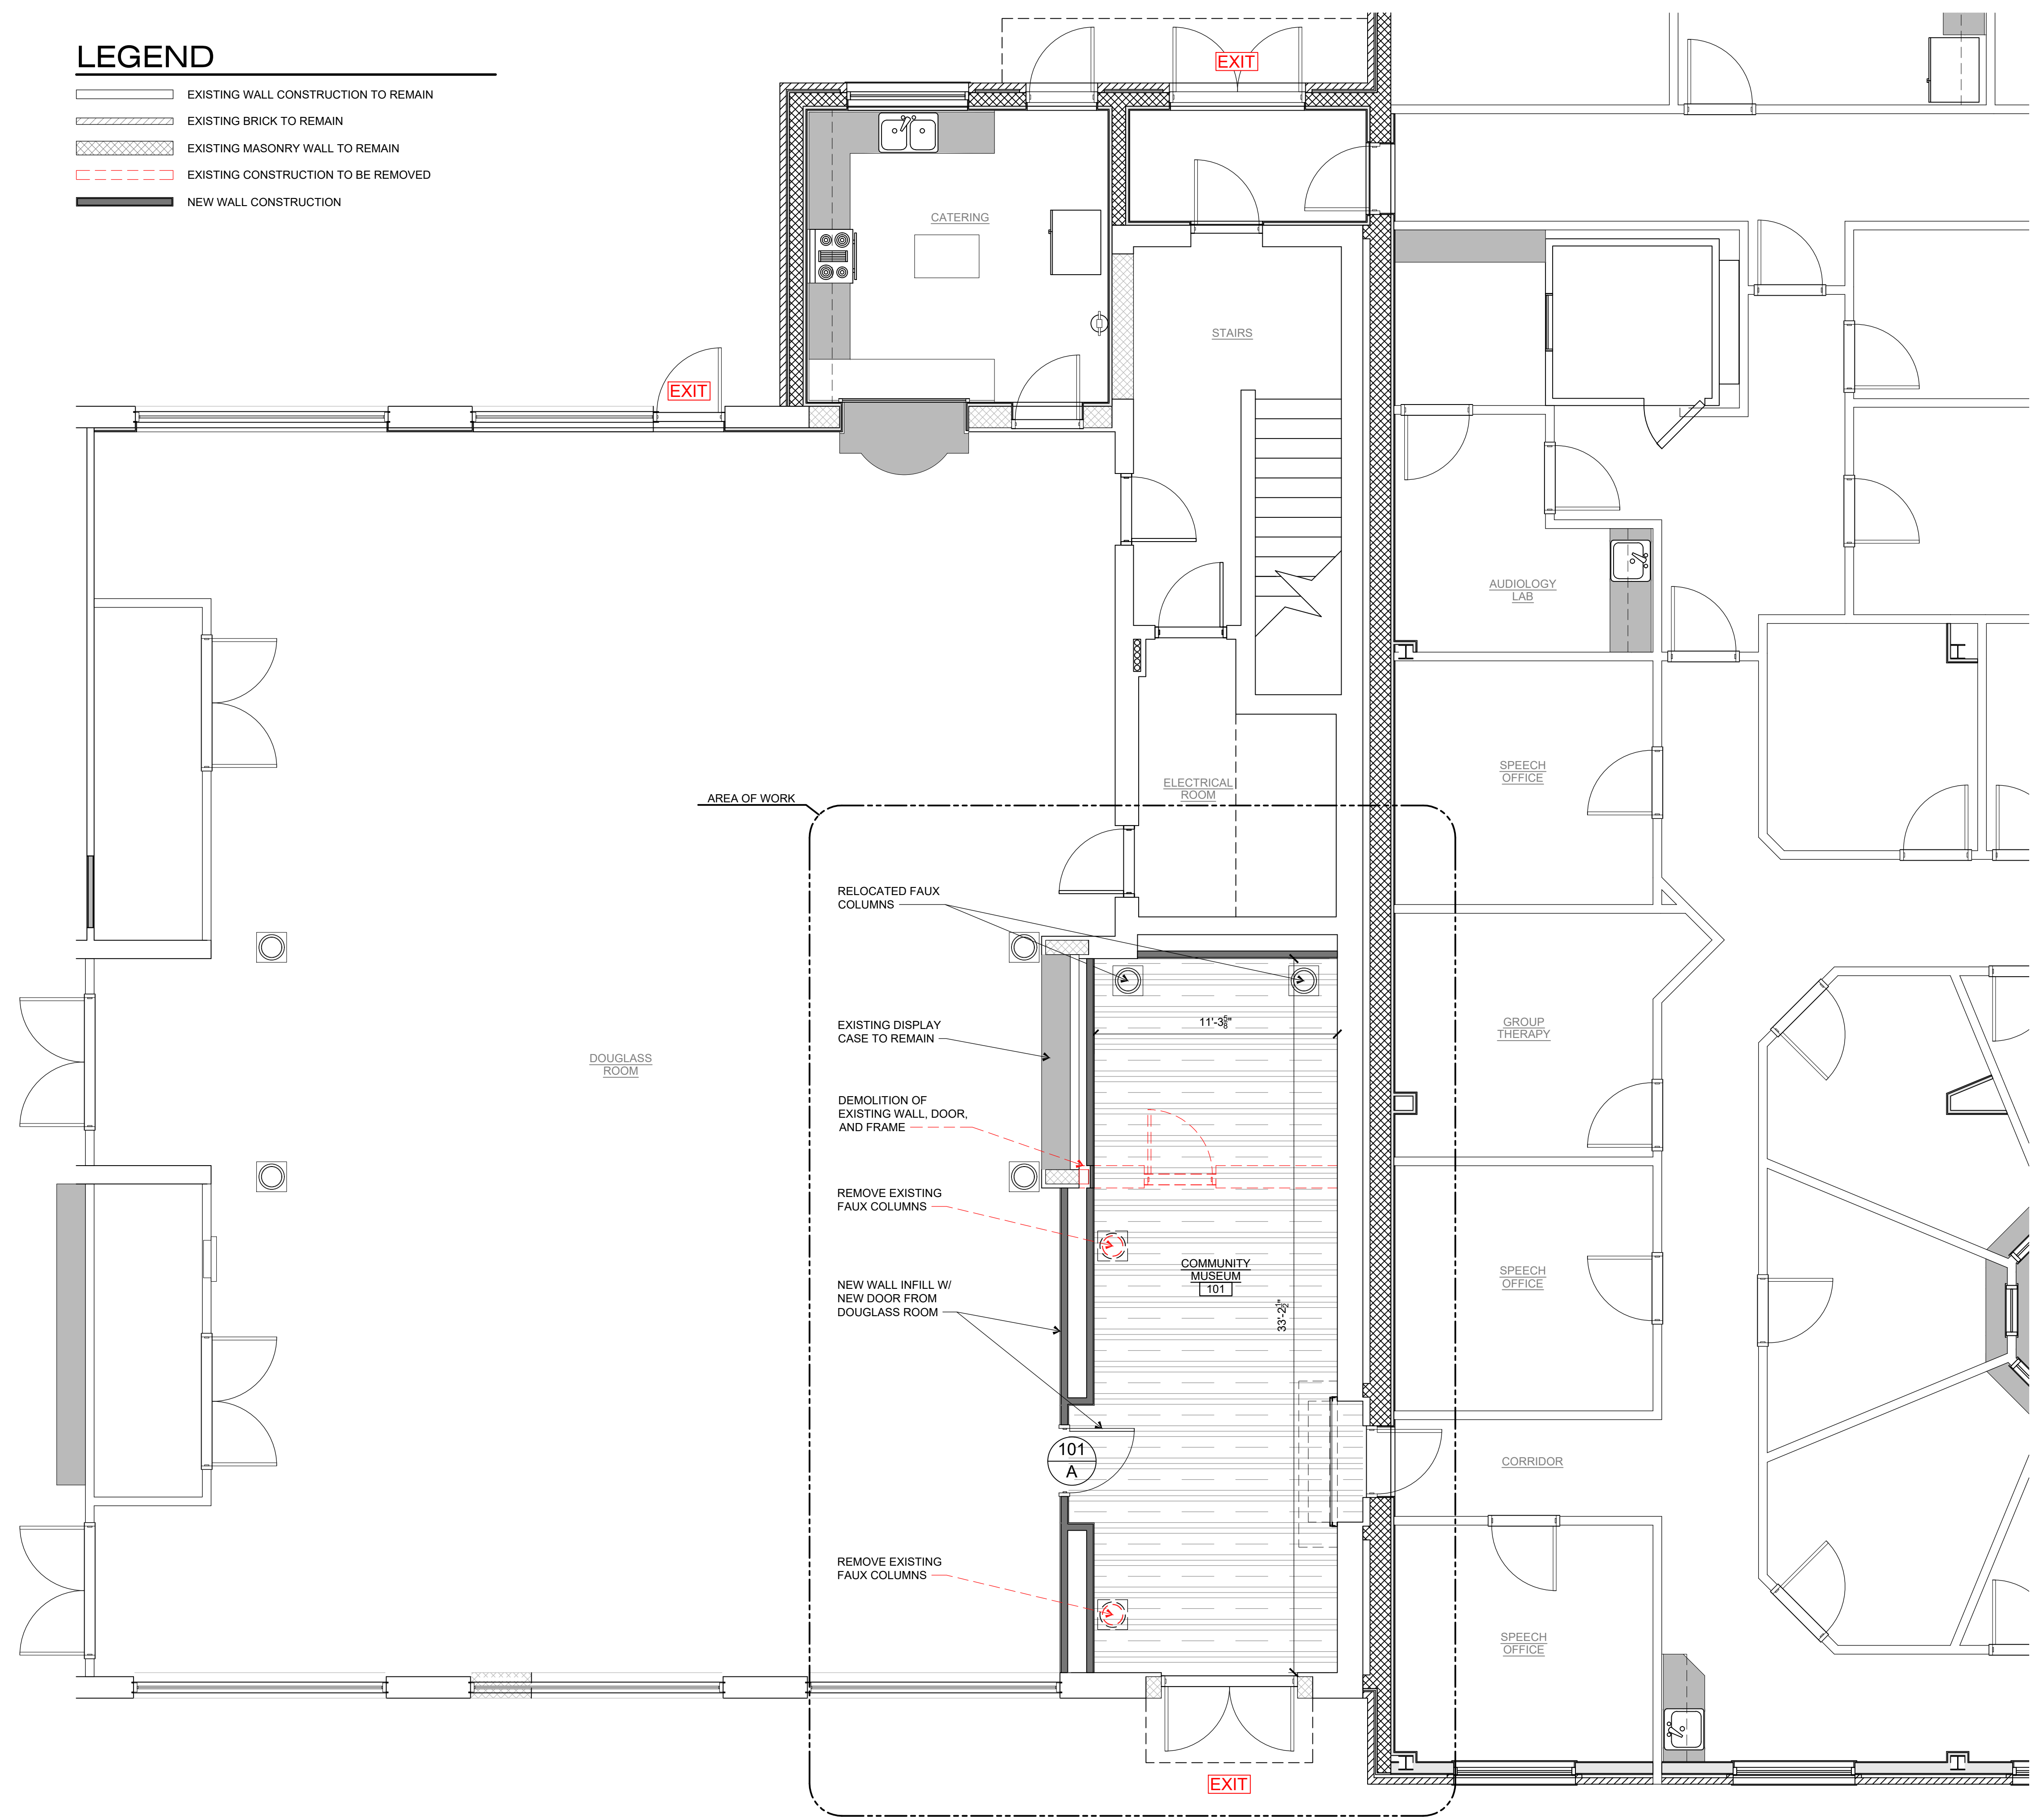 LEGEND
EXISTING WALL CONSTRUCTION TO REMAIN
EXISTING BRICK TO REMAIN
EXISTING MASONRY WALL TO REMAIN
EXISTING CONSTRUCTION TO BE REMOVED
NEW WALL CONSTRUCTION
EXIT
CATERING
STAIRS
EXIT
AUDIOLOGY
LAB
SPEECH
OFFICE
ELECTRICAL
ROOM
AREA OF WORK
RELOCATED FAUX
COLUMNS
11'-3 5/8"
EXISTING DISPLAY
CASE TO REMAIN
GROUP
THERAPY
DOUGLASS
ROOM
DEMOLITION OF
EXISTING WALL, DOOR,
AND FRAME
REMOVE EXISTING
FAUX COLUMNS
COMMUNITY
MUSEUM
101
SPEECH
OFFICE
NEW WALL INFILL W/
NEW DOOR FROM
DOUGLASS ROOM
33'-2 1/2"
101
A
CORRIDOR
REMOVE EXISTING
FAUX COLUMNS
SPEECH
OFFICE
EXIT